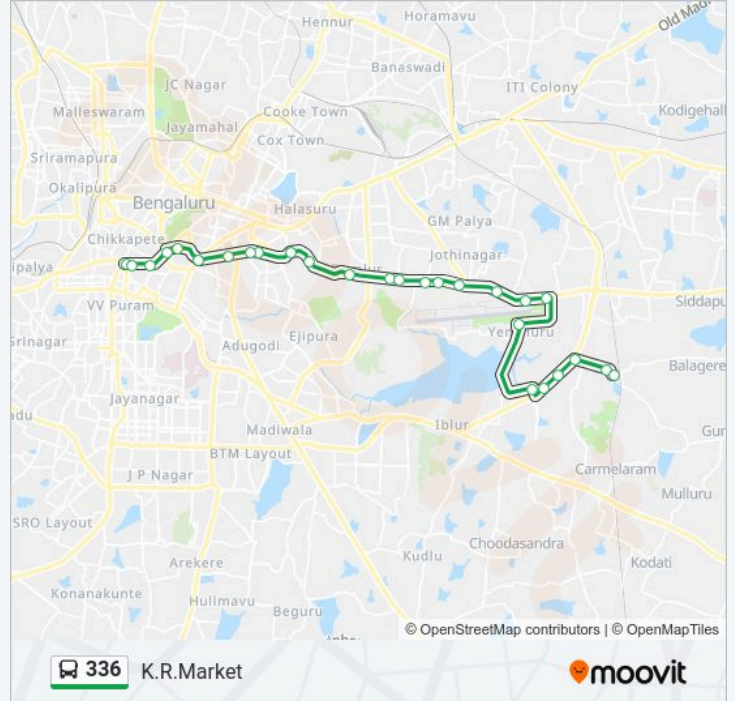 Hennur
Horamavu
Old Mad
Banaswadi
JC Nagar
ITI Colony
Malleswaram
Cooke Town
Kodigehall
Jayamahal
Cox Town
Sriramapura
Okalipura
Bengaluru
Halasuru
GM Palya
Chikkapete
Jothinagar
ipalya
Siddapu
VV Puram
Srinagar
Adugodi
Ejipura
Balagere
Jayanagar
adu
Madiwala
Iblur
Gun
BTM Layout
J P Nagar
Carmelaram
Mulluru
SRO Layout
Choodasandra
Arekere
Kudlu
Kodati
Konanakunte
Hulimavu
Beguru
© OpenStreetMap contributors | © OpenMapTiles
336 K.R.Market
moovit